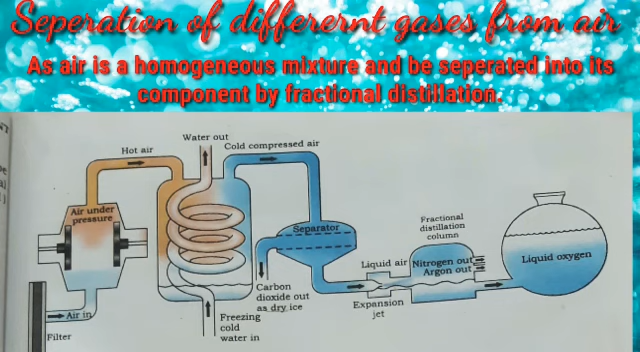 Seperation of differernt gases from air
As air is a homogeneous mixture and be seperated into its
component by fractional distillation.
Water out
Hot air
Cold compressed air
Air under
pressure
Separator
Fractional
distillation
column
Liquid air
Nitrogen out
Argon out
Liquid oxygen
Carbon
dioxide out
as dry ice
Expansion
jet
Air in
Freezing
cold
water in
Filter